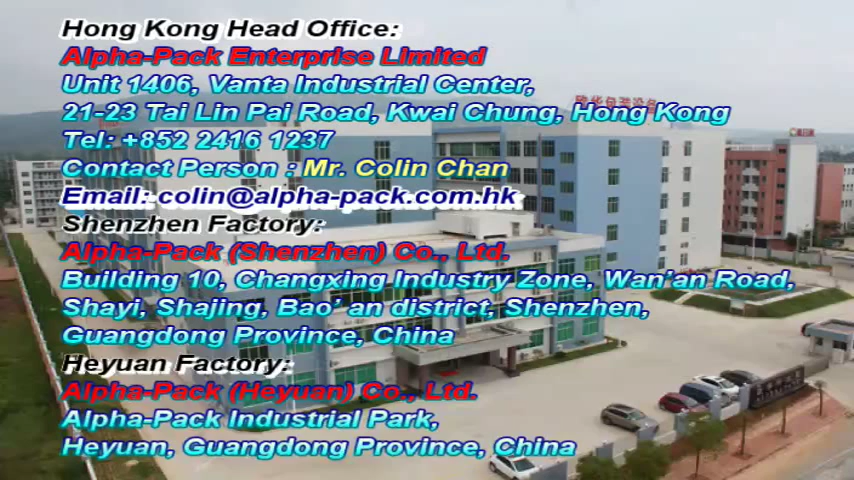 Hong Kong Head Office:
Alpha-Pack Enterprise Limited
Unit 1406, Vanta Industrial Center,
21-23 Tai Lin Pai Road, Kwai Chung, Hong Kong
Tel: +852 2416 1237
Contact Person : Mr. Colin Chan
Email: colin@alpha-pack.com.hk
Shenzhen Factory:
Alpha-Pack (Shenzhen) Co., Ltd.
Building 10, Changxing Industry Zone, Wan'an Road,
Shayi, Shajing, Bao' an district, Shenzhen,
Guangdong Province, China
Heyuan Factory:
Alpha-Pack (Heyuan) Co., Ltd.
Alpha-Pack Industrial Park,
Heyuan, Guangdong Province, China